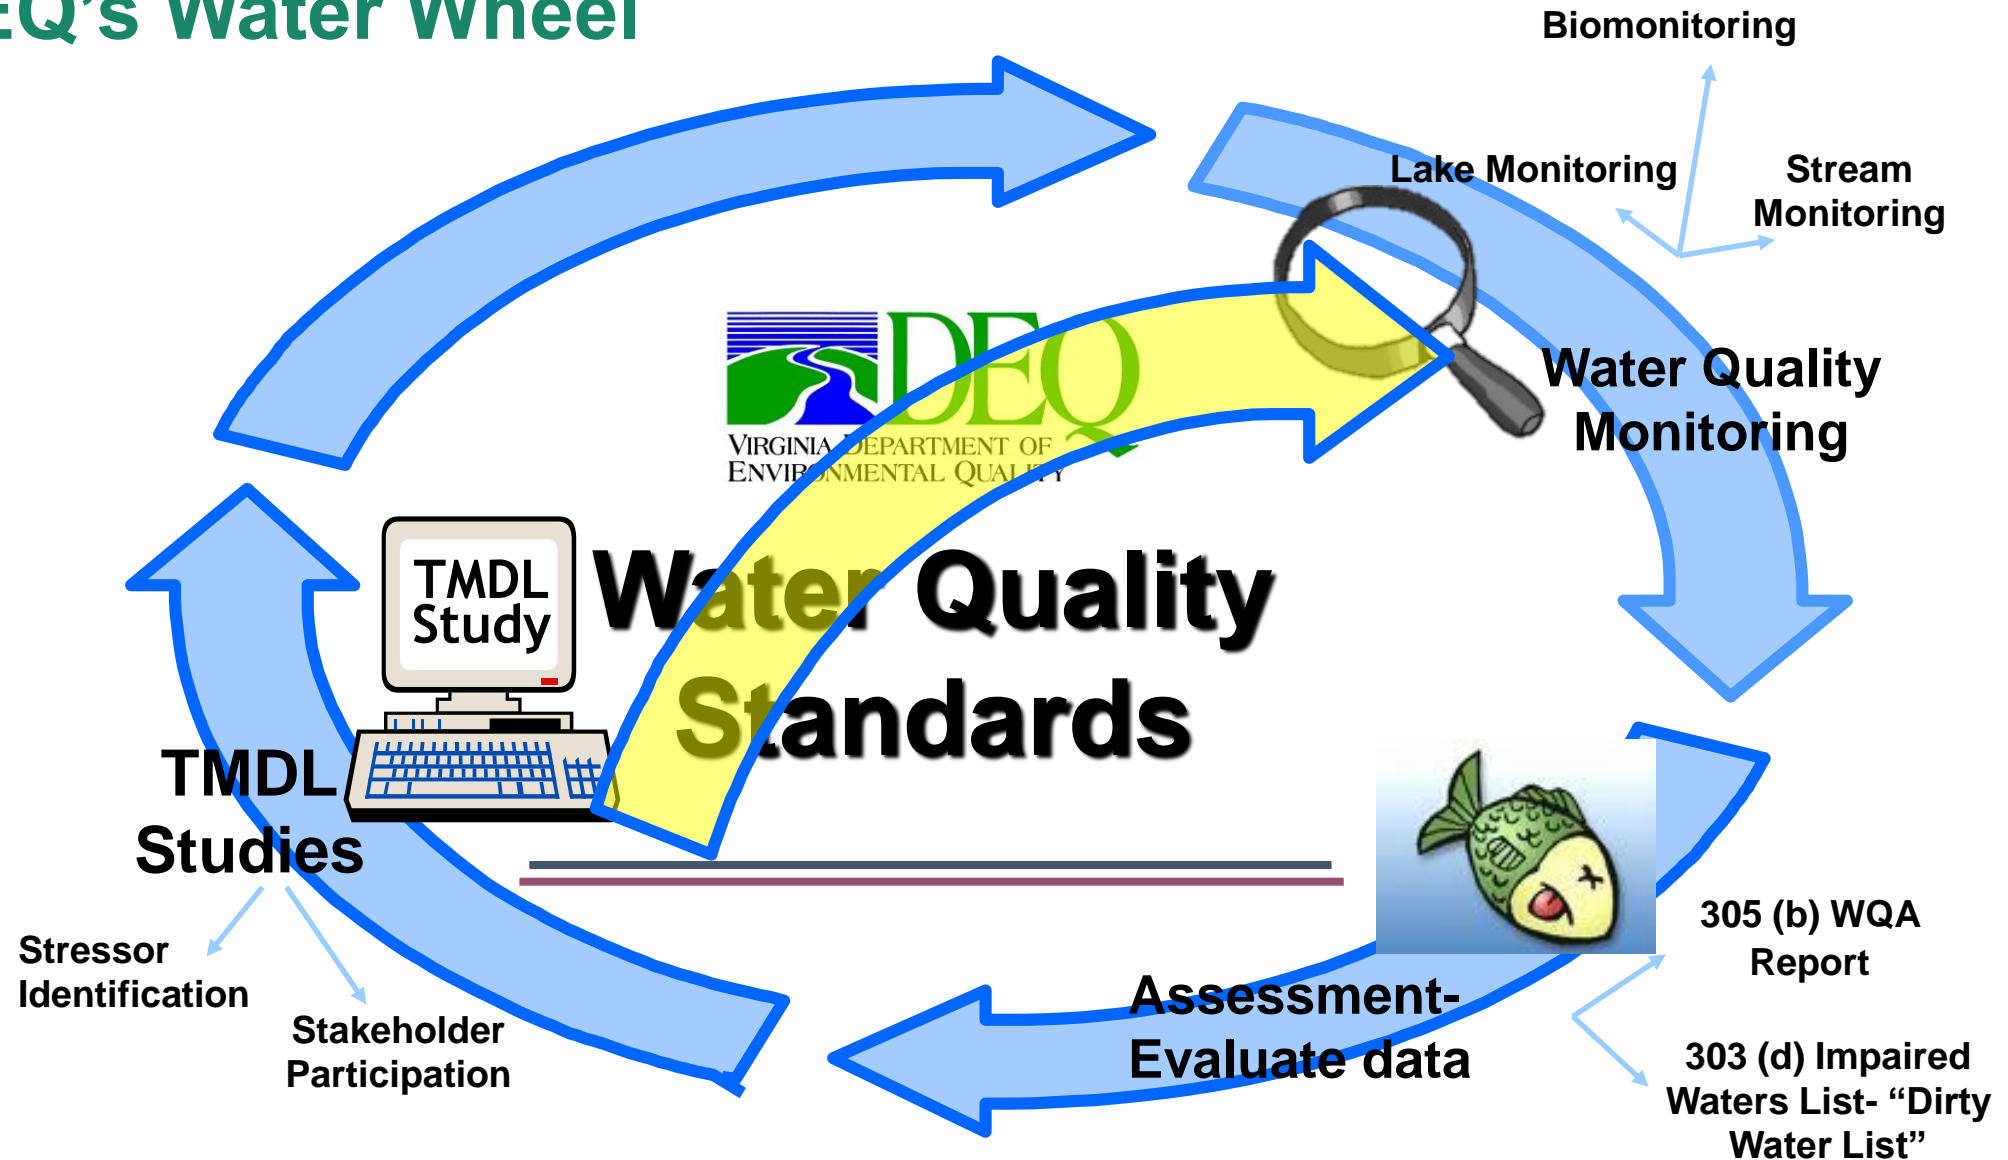 EQ’s Water Wheel
Biomonitoring
Lake Monitoring
Stream
Monitoring
Water Quality
Monitoring
DEQ
VIRGINIA DEPARTMENT OF
ENVIRONMENTAL QUALITY
TMDL
Study
Water Quality
Standards
TMDL
Studies
Stressor
Identification
Stakeholder
Participation
Assessment-
Evaluate data
305 (b) WQA
Report
303 (d) Impaired
Waters List- “Dirty
Water List”